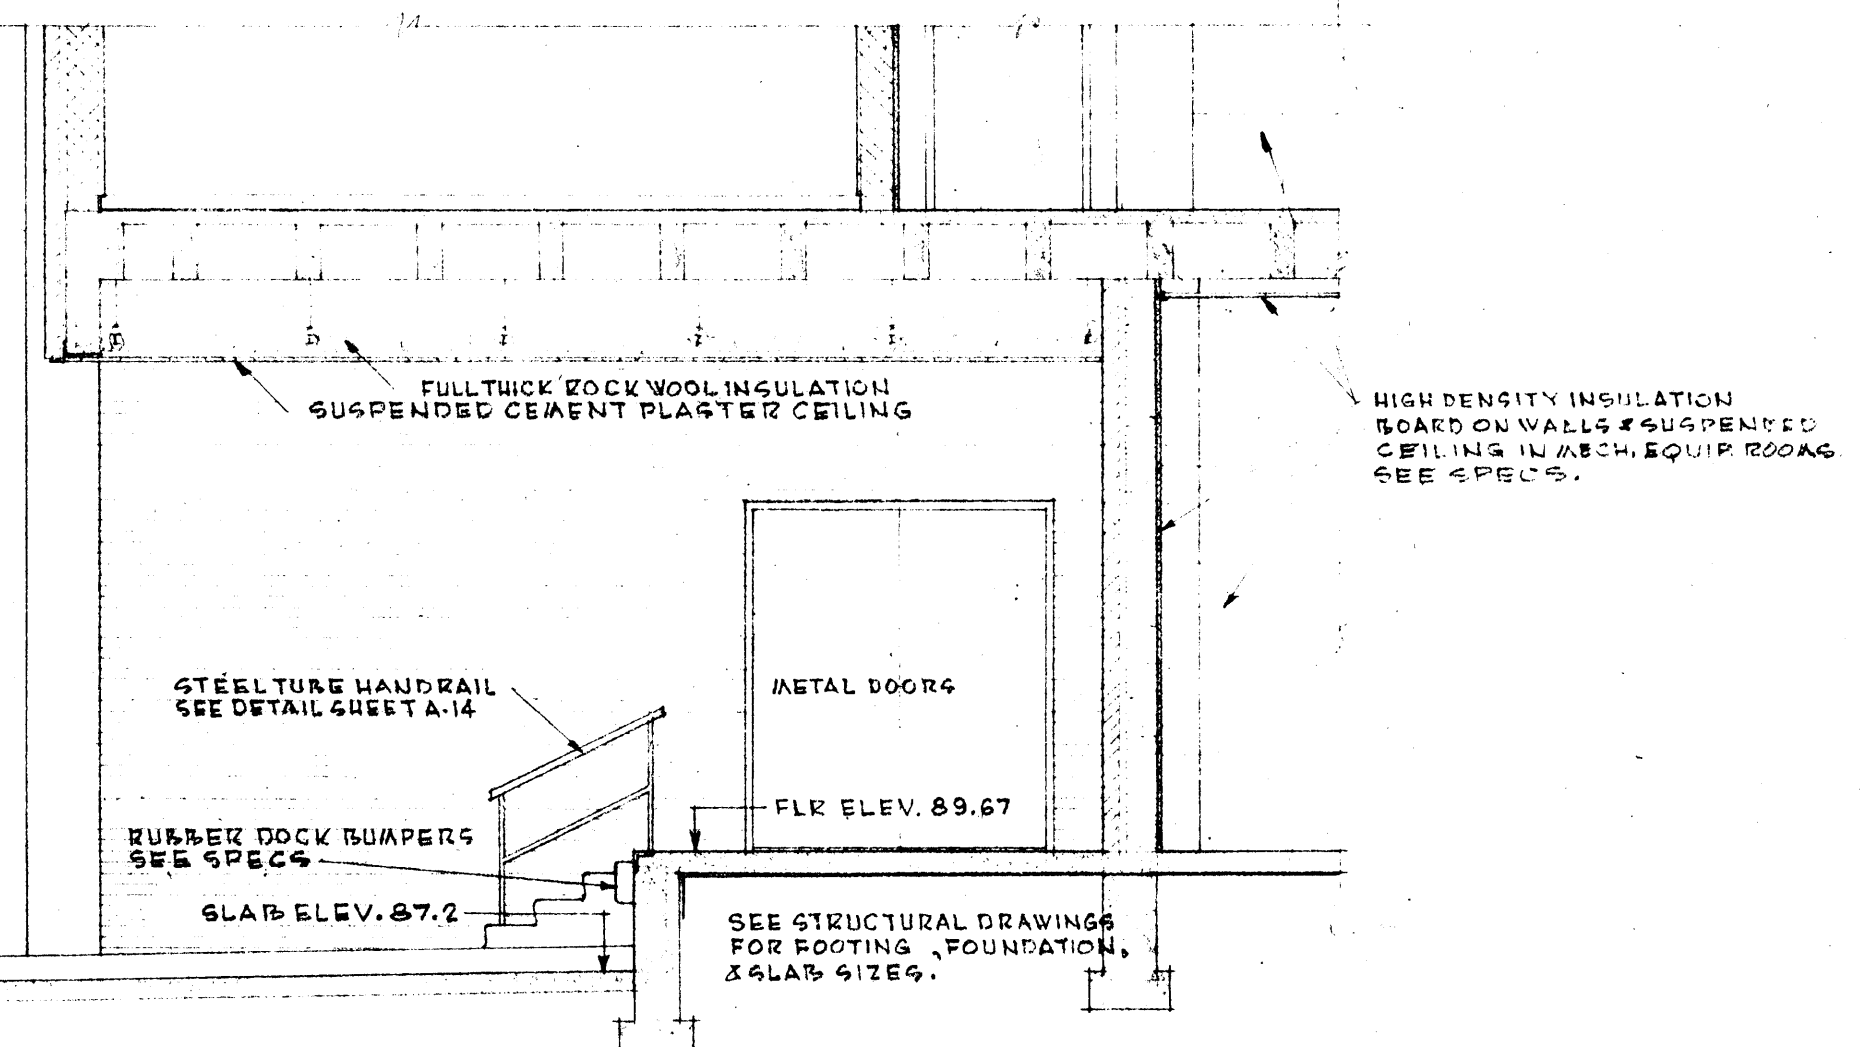 FULL THICK ROCK WOOL INSULATION
SUSPENDED CEMENT PLASTER CEILING
HIGH DENSITY INSULATION
BOARD ON WALLS & SUSPENDED
CEILING IN MECH. EQUIP. ROOMS.
SEE SPECS.
STEEL TUBE HANDRAIL
SEE DETAIL SHEET A-14
METAL DOORS
FLR ELEV. 89.67
RUBBER DOCK BUMPERS
SEE SPECS
SLAB ELEV. 87.2
SEE STRUCTURAL DRAWINGS
FOR FOOTING , FOUNDATION,
& SLAB SIZES.